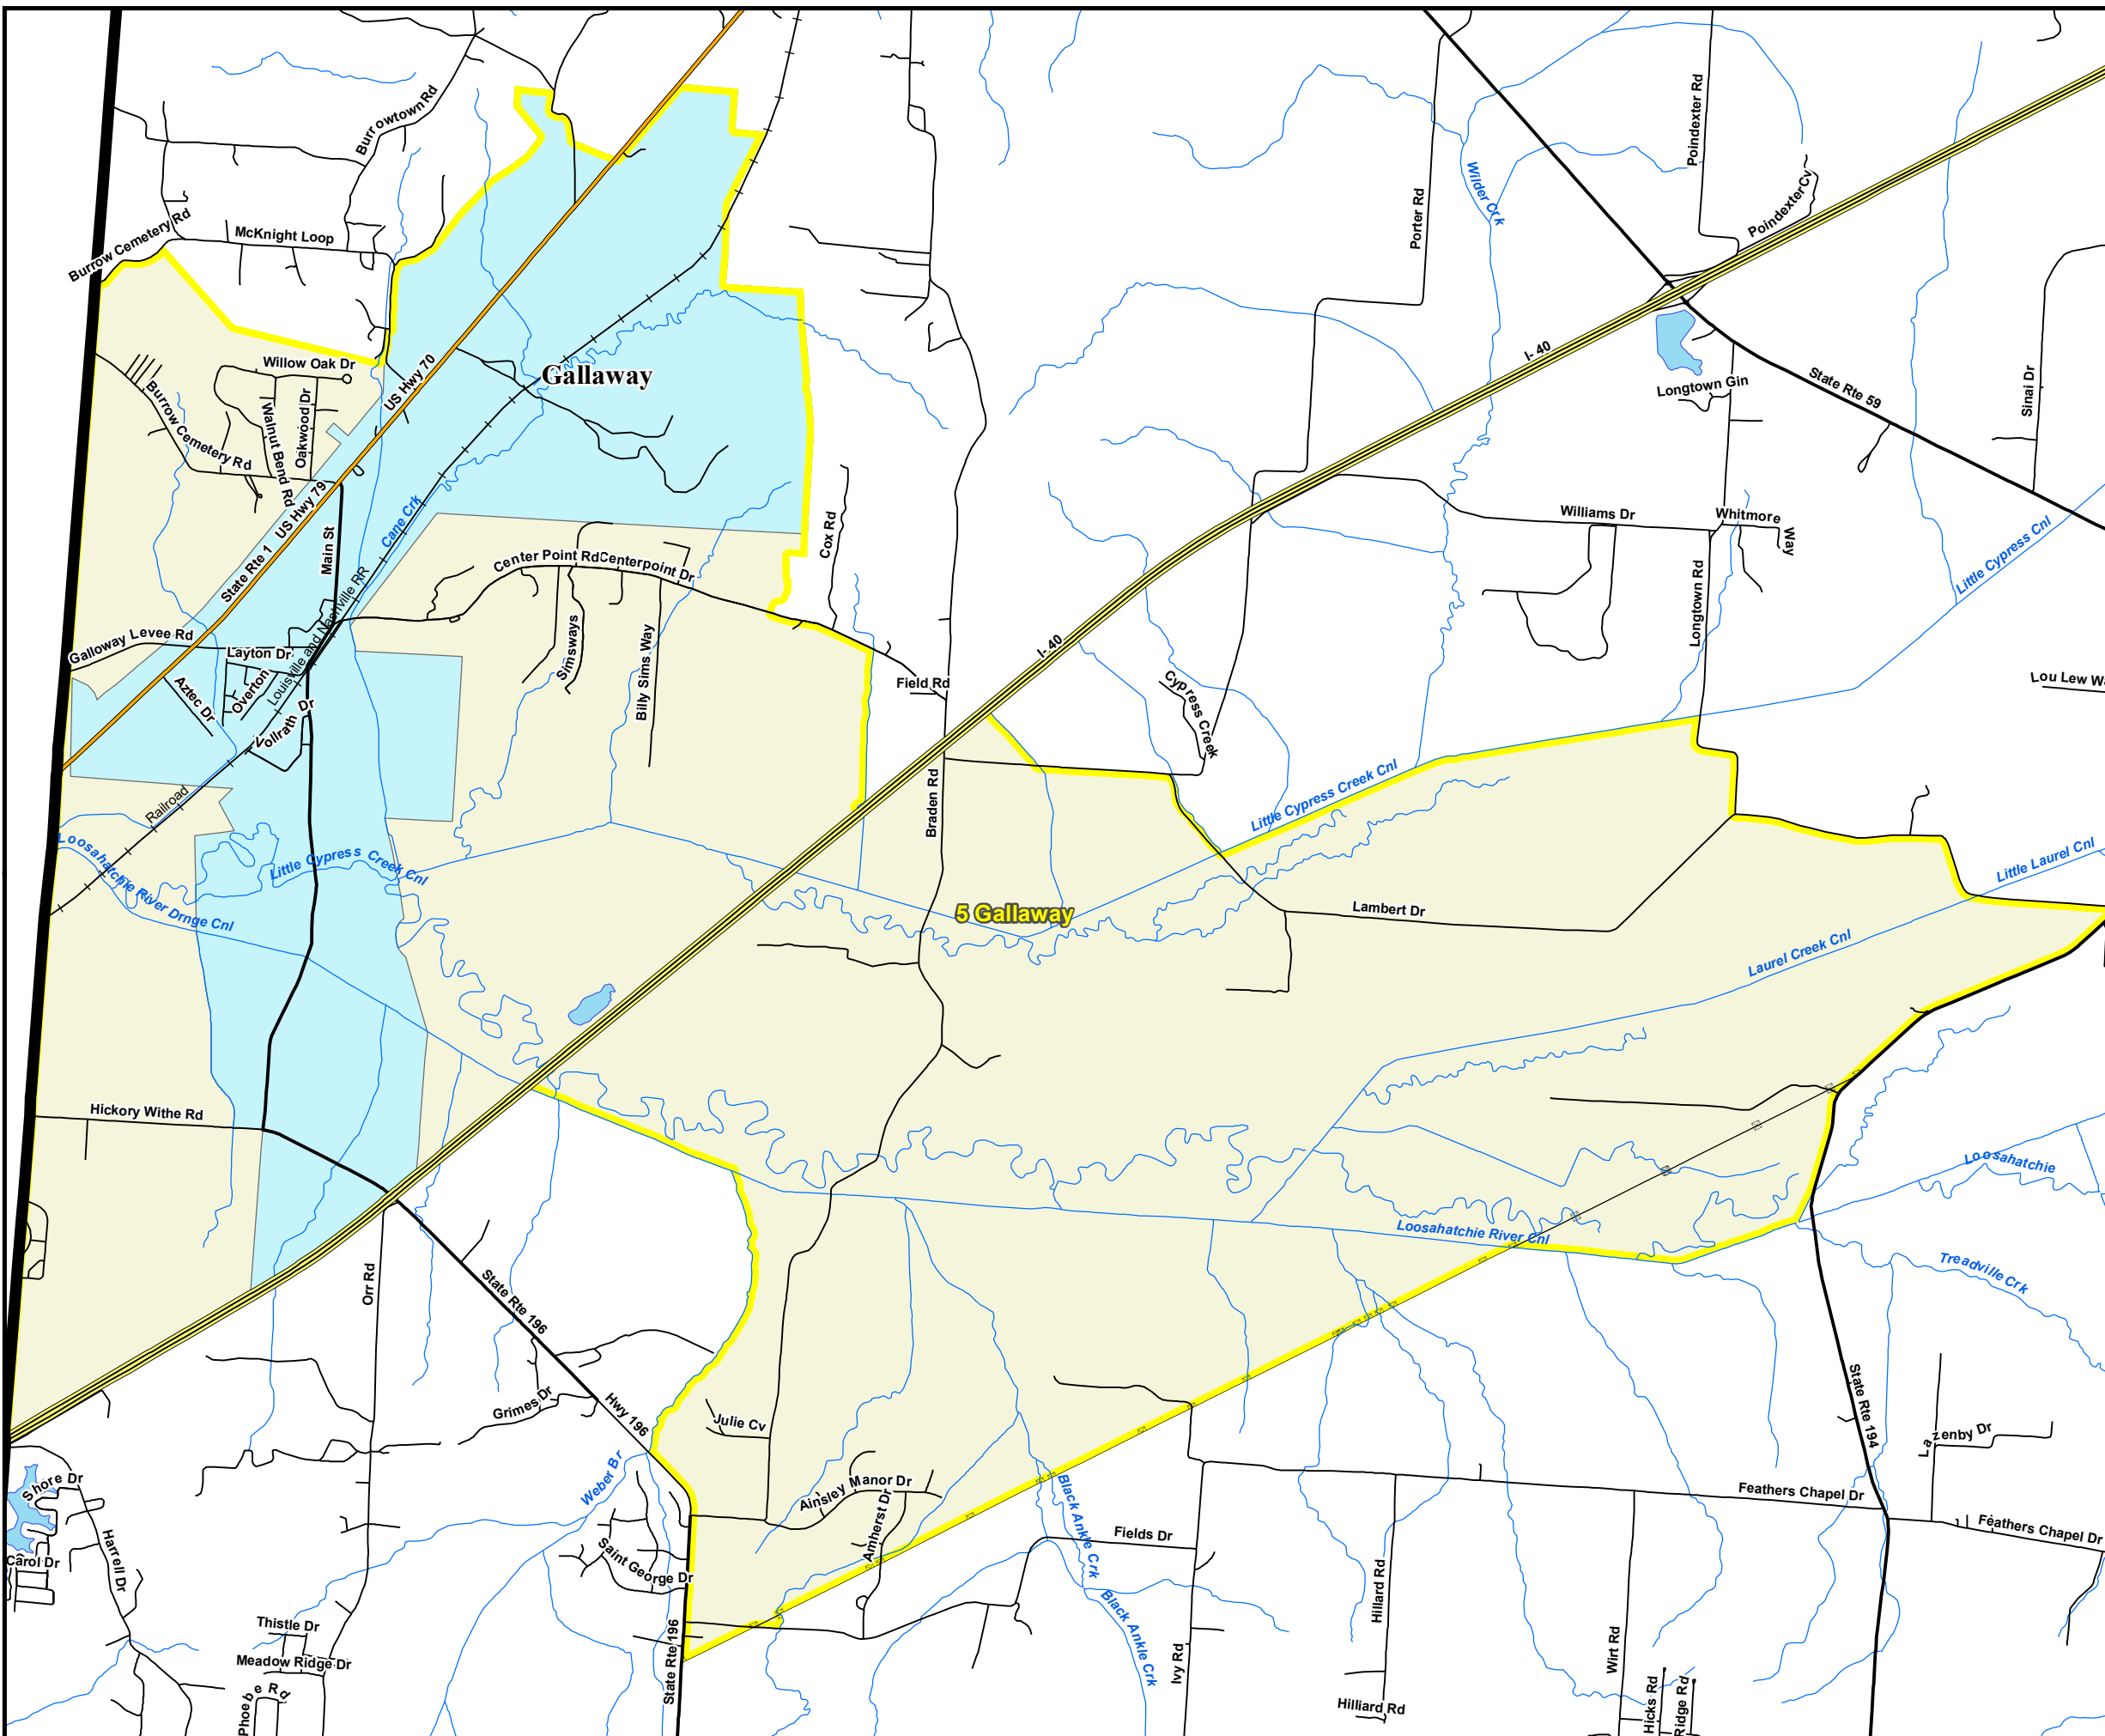 Burrowtown Rd
Poindexter Rd
Wilder Crk
Porter Rd
Poindexter Cv
Burrow Cemetery Rd
McKnight Loop
US Hwy 70
Gallaway
I- 40
Longtown Gin
State Rte 59
Sinai Dr
Willow Oak Dr
Burrow Cemetery Rd
Walnut Bend Rd
Oakwood Dr
US Hwy 79
State Rte 1
Main St
Cane Crk
Louisville and Nashville RR
Center Point Rd
Centerpoint Dr
Cox Rd
Williams Dr
Whitmore
Way
Little Cypress Cnl
Longtown Rd
Galloway Levee Rd
Layton Dr
Overton
Aztec Dr
Vollrath Dr
Simsways
Billy Sims Way
I- 40
Field Rd
Cypress Creek
Lou Lew Wa
Railroad
Braden Rd
Little Cypress Creek Cnl
Loosahatchie River Drnge Cnl
Little Cypress Creek Cnl
Little Laurel Cnl
5 Gallaway
Lambert Dr
Laurel Creek Cnl
Hickory Withe Rd
Loosahatchie
Loosahatchie River Cnl
Treadville Crk
Orr Rd
State Rte 196
Grimes Dr
Hwy 196
Julie Cv
State Rte 194
Lazenby Dr
Shore Dr
Weber Br
Ainsley Manor Dr
Amherst Dr
Black Ankle Crk
Feathers Chapel Dr
Feathers Chapel Dr
Fields Dr
Carol Dr
Harrell Dr
Saint George Dr
Hillard Rd
Black Ankle Crk
Thistle Dr
Meadow Ridge Dr
Phoebe Rd
State Rte 196
Ivy Rd
Wirt Rd
Hilliard Rd
Hicks Rd
Ridge Rd